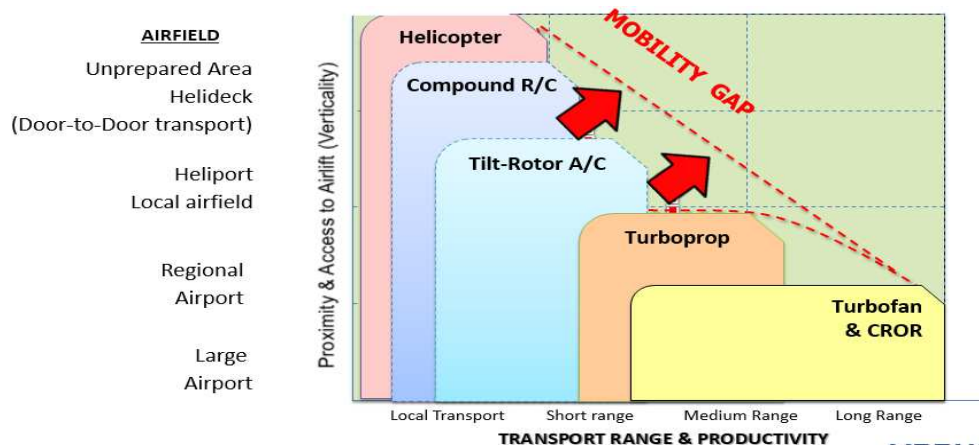 AIRFIELD
Unprepared Area
Helideck
(Door-to-Door transport)
Heliport
Local airfield
Regional
Airport
Large
Airport
Proximity & Access to Airlift (Verticality)
Helicopter
MOBILITY GAP
Compound R/C
Tilt-Rotor A/C
Turboprop
Turbofan
& CROR
Local Transport
Short range
Medium Range
Long Range
TRANSPORT RANGE & PRODUCTIVITY